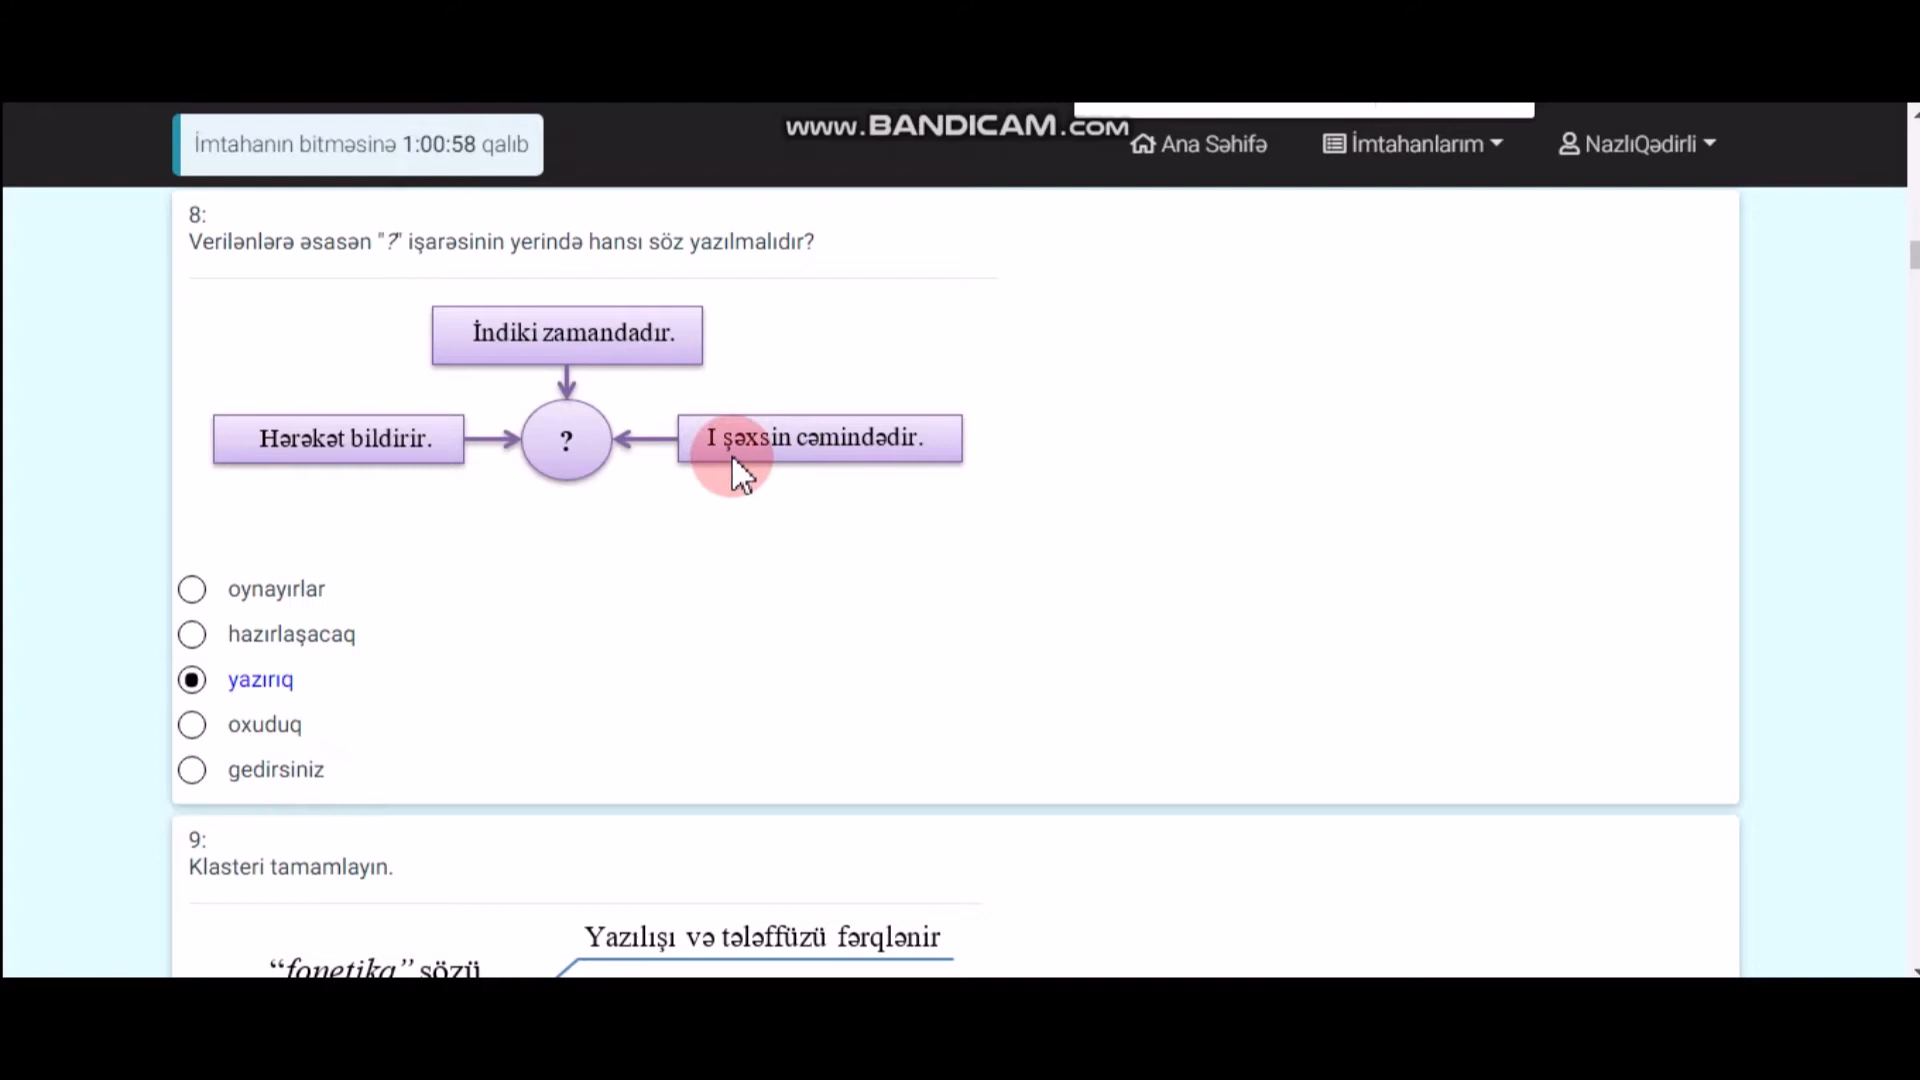 www.BANDICAM.COM
İmtahanın bitməsinə 1:00:58 qalıb
Ana Səhifə
İmtahanlarım
NazlıQədirli
8:
Verilənlərə əsasən "?" işarəsinin yerində hansı söz yazılmalıdır?
İndiki zamandadır.
Hərəkət bildirir.
?
I şəxsin cəmindədir.
oynayırlar
hazırlaşacaq
yazırıq
oxuduq
gedirsiniz
9:
Klasteri tamamlayın.
Yazılışı və tələffüzü fərqlənir
“fonetika” sözü